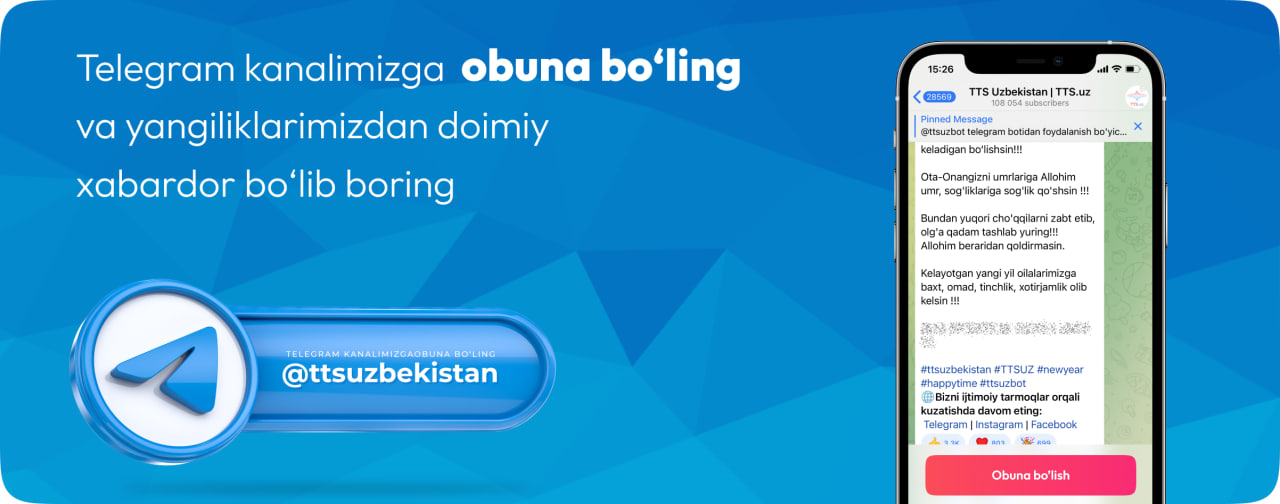 Telegram kanalimizga obuna bo‘ling
va yangiliklarimizdan doimiy
xabardor bo‘lib boring
TELEGRAM KANALIMIZGAOBUNA BO'LING
@ttsuzbekistan
15:26
28569
TTS Uzbekistan | TTS.uz
108 054 subscribers
Pinned Message
@ttsuzbot telegram botidan foydalanish bo'yic...
keladigan bo'lishsin!!!
Ota-Onangizni umrlariga Allohim
umr, sog'liklariga sog'lik qo'shsin !!!
Bundan yuqori cho'qqilarni zabt etib,
olg'a qadam tashlab yuring!!!
Allohim beraridan qoldirmasin.
Kelayotgan yangi yil oilalarimizga
baxt, omad, tinchlik, xotirjamlik olib
kelsin !!!
#ttsuzbekistan #TTSUZ #newyear
#happytime #ttsuzbot
🌐Bizni ijtimoiy tarmoqlar orqali
kuzatishda davom eting:
Telegram | Instagram | Facebook
👍 3.2K ❤️ 803 🎉 699
Obuna bo'lish